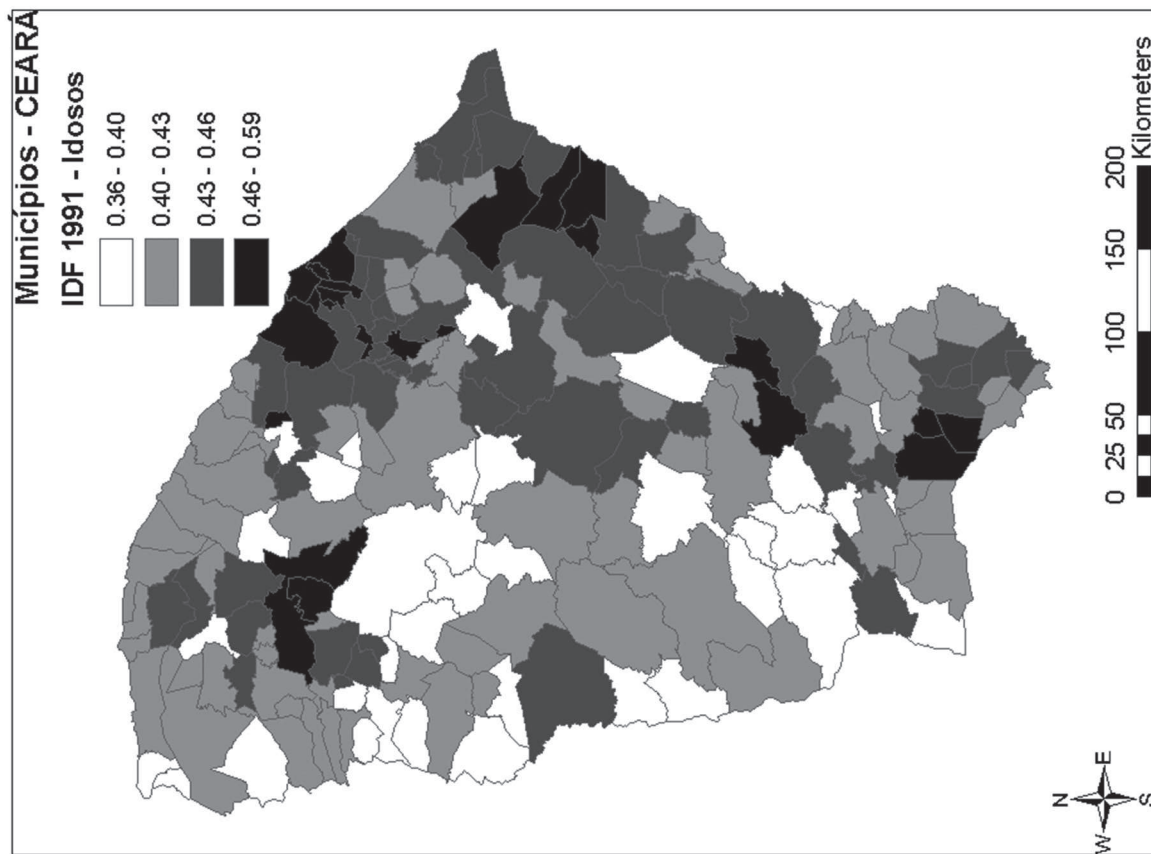 Municípios - CEARÁ
IDF 1991 - Idosos
0.36 - 0.40
0.40 - 0.43
0.43 - 0.46
0.46 - 0.59
N
W E
S
0 25 50 100 150 200
Kilometers